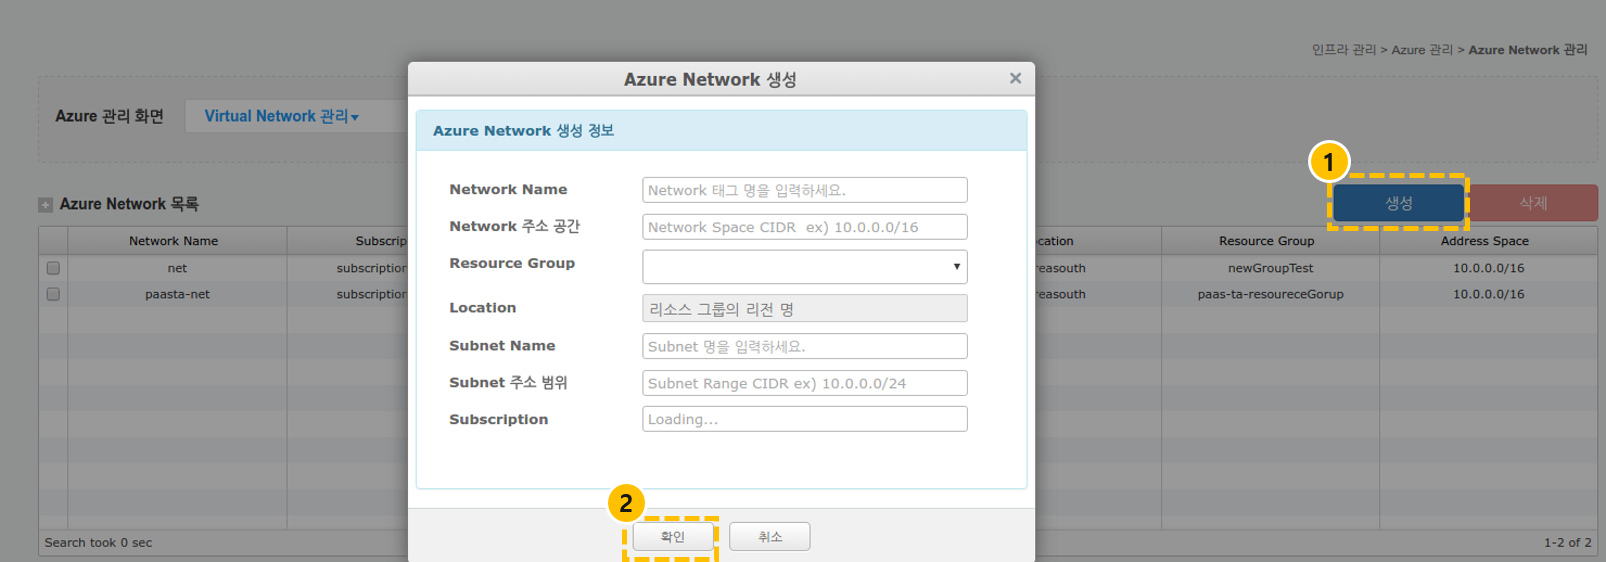 인프라 관리 > Azure 관리 > Azure Network 관리
Azure 관리 화면
Virtual Network 관리▾
Azure Network 생성
×
Azure Network 생성 정보
Network Name
Network 태그 명을 입력하세요.
Network 주소 공간
Network Space CIDR ex) 10.0.0.0/16
Resource Group
Location
리소스 그룹의 리전 명
Subnet Name
Subnet 명을 입력하세요.
Subnet 주소 범위
Subnet Range CIDR ex) 10.0.0.0/24
Subscription
Loading...
2
확인
취소
1
생성
삭제
Azure Network 목록
Network Name Subscrip cation Resource Group Address Space
net subscription reasouth newGroupTest 10.0.0.0/16
paasta-net subscription reasouth paas-ta-resoureceGorup 10.0.0.0/16
Search took 0 sec
1-2 of 2